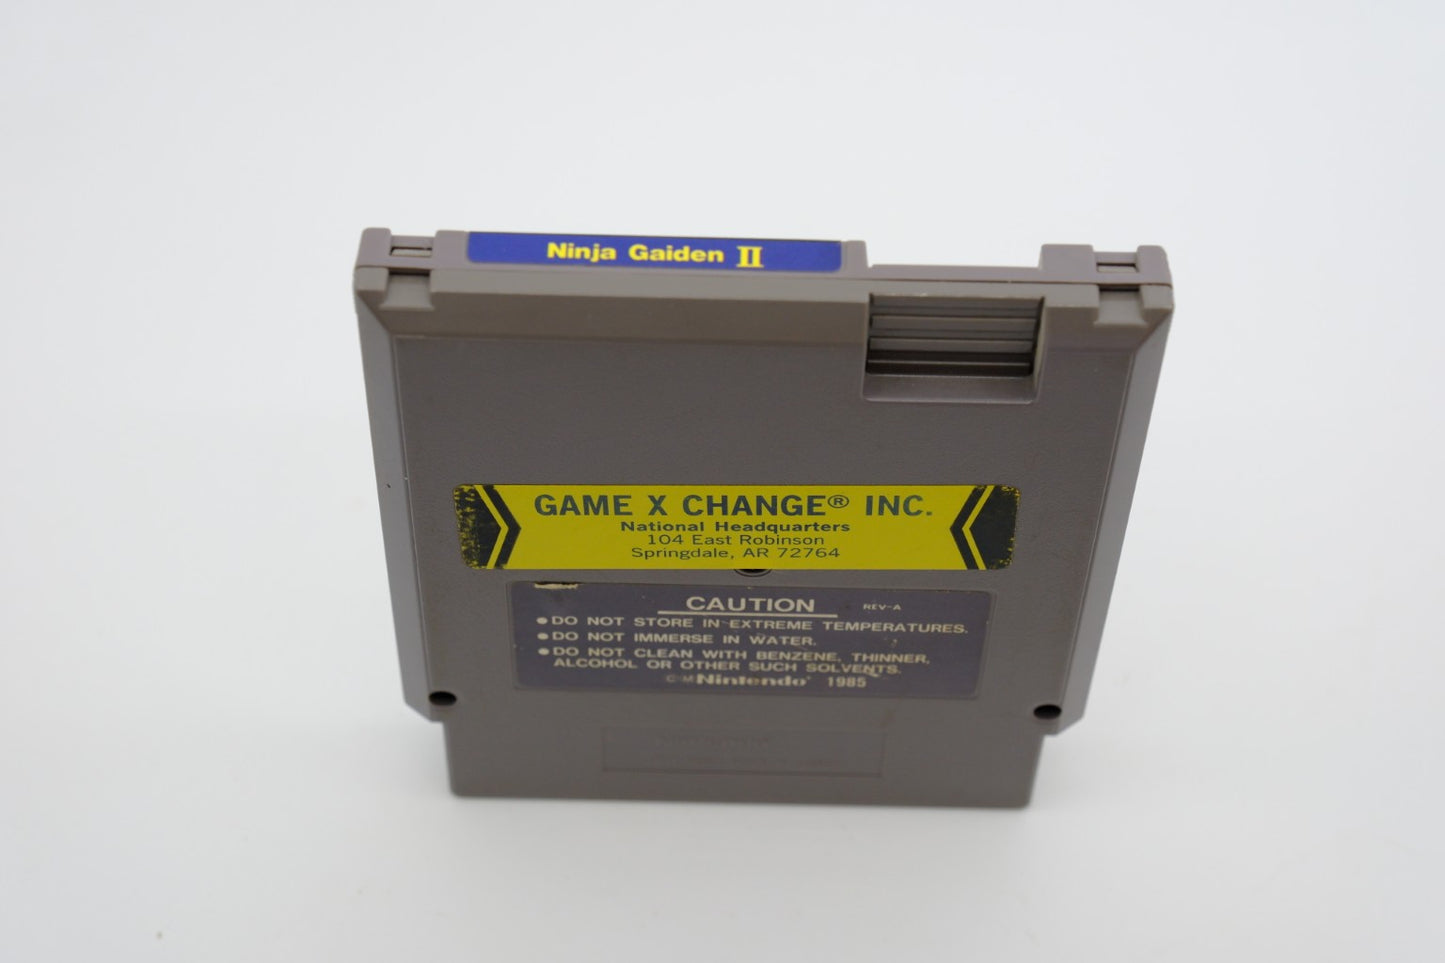 Ninja Gaiden II
GAME X CHANGE® INC.
National Headquarters
104 East Robinson
Springdale, AR 72764
CAUTION REV-A
●DO NOT STORE IN EXTREME TEMPERATURES.
●DO NOT IMMERSE IN WATER.
●DO NOT CLEAN WITH BENZENE, THINNER,
ALCOHOL OR OTHER SUCH SOLVENTS.
Nintendo® 1985